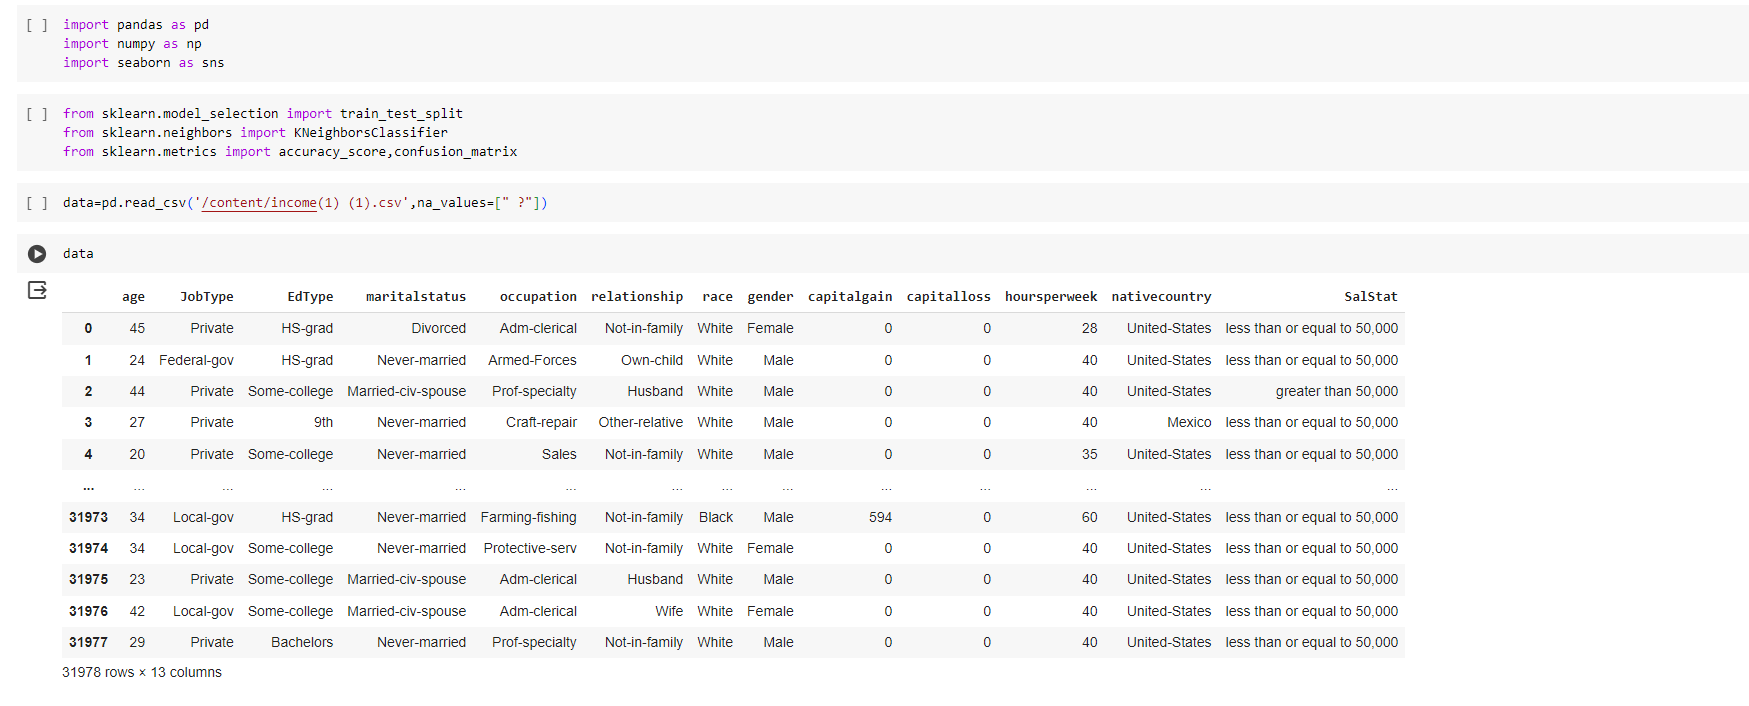 [ ] import pandas as pd
import numpy as np
import seaborn as sns
[ ] from sklearn.model_selection import train_test_split
from sklearn.neighbors import KNeighborsClassifier
from sklearn.metrics import accuracy_score,confusion_matrix
[ ] data=pd.read_csv('/content/income(1) (1).csv',na_values=[" ?"])
data
age JobType EdType maritalstatus occupation relationship race gender capitalgain capitalloss hoursperweek nativecountry SalStat
0 45 Private HS-grad Divorced Adm-clerical Not-in-family White Female 0 0 28 United-States less than or equal to 50,000
1 24 Federal-gov HS-grad Never-married Armed-Forces Own-child White Male 0 0 40 United-States less than or equal to 50,000
2 44 Private Some-college Married-civ-spouse Prof-specialty Husband White Male 0 0 40 United-States greater than 50,000
3 27 Private 9th Never-married Craft-repair Other-relative White Male 0 0 40 Mexico less than or equal to 50,000
4 20 Private Some-college Never-married Sales Not-in-family White Male 0 0 35 United-States less than or equal to 50,000
... ... ... ... ... ... ... ... ... ... ... ... ... ...
31973 34 Local-gov HS-grad Never-married Farming-fishing Not-in-family Black Male 594 0 60 United-States less than or equal to 50,000
31974 34 Local-gov Some-college Never-married Protective-serv Not-in-family White Female 0 0 40 United-States less than or equal to 50,000
31975 23 Private Some-college Married-civ-spouse Adm-clerical Husband White Male 0 0 40 United-States less than or equal to 50,000
31976 42 Local-gov Some-college Married-civ-spouse Adm-clerical Wife White Female 0 0 40 United-States less than or equal to 50,000
31977 29 Private Bachelors Never-married Prof-specialty Not-in-family White Male 0 0 40 United-States less than or equal to 50,000
31978 rows × 13 columns